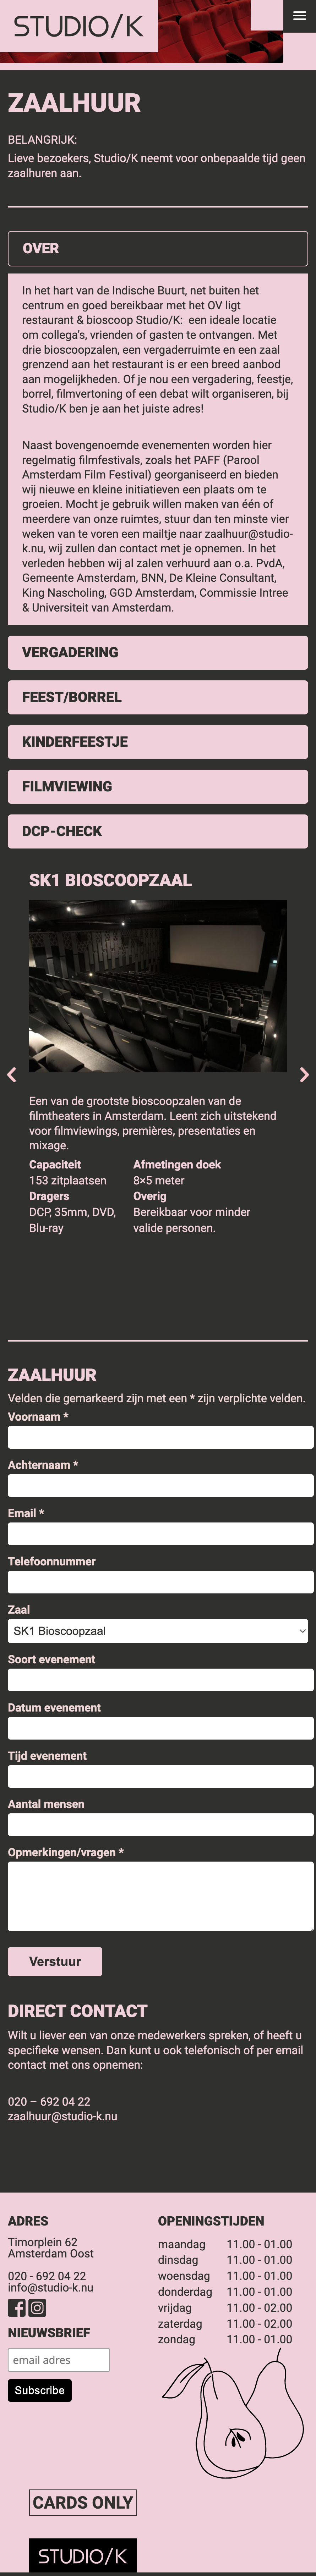 STUDIO/K
ZAALHUUR
BELANGRIJK:
Lieve bezoekers, Studio/K neemt voor onbepaalde tijd geen
zaalhuren aan.
OVER
In het hart van de Indische Buurt, net buiten het
centrum en goed bereikbaar met het OV ligt
restaurant & bioscoop Studio/K:  een ideale locatie
om collega's, vrienden of gasten te ontvangen. Met
drie bioscoopzalen, een vergaderruimte en een zaal
grenzend aan het restaurant is er een breed aanbod
aan mogelijkheden. Of je nou een vergadering, feestje,
borrel, filmvertoning of een debat wilt organiseren, bij
Studio/K ben je aan het juiste adres!
Naast bovengenoemde evenementen worden hier
regelmatig filmfestivals, zoals het PAFF (Parool
Amsterdam Film Festival) georganiseerd en bieden
wij nieuwe en kleine initiatieven een plaats om te
groeien. Mocht je gebruik willen maken van één of
meerdere van onze ruimtes, stuur dan ten minste vier
weken van te voren een mailtje naar zaalhuur@studio-
k.nu, wij zullen dan contact met je opnemen. In het
verleden hebben wij al zalen verhuurd aan o.a. PvdA,
Gemeente Amsterdam, BNN, De Kleine Consultant,
King Nascholing, GGD Amsterdam, Commissie Intree
& Universiteit van Amsterdam.
VERGADERING
FEEST/BORREL
KINDERFEESTJE
FILMVIEWING
DCP-CHECK
SK1 BIOSCOOPZAAL
Een van de grootste bioscoopzalen van de
filmtheaters in Amsterdam. Leent zich uitstekend
voor filmviewings, premières, presentaties en
mixage.
Capaciteit
153 zitplaatsen
Dragers
DCP, 35mm, DVD,
Blu-ray
Afmetingen doek
8×5 meter
Overig
Bereikbaar voor minder
valide personen.
ZAALHUUR
Velden die gemarkeerd zijn met een * zijn verplichte velden.
Voornaam *
Achternaam *
Email *
Telefoonnummer
Zaal
SK1 Bioscoopzaal
Soort evenement
Datum evenement
Tijd evenement
Aantal mensen
Opmerkingen/vragen *
Verstuur
DIRECT CONTACT
Wilt u liever een van onze medewerkers spreken, of heeft u
specifieke wensen. Dan kunt u ook telefonisch of per email
contact met ons opnemen:
020 – 692 04 22
zaalhuur@studio-k.nu
ADRES
Timorplein 62
Amsterdam Oost
020 - 692 04 22
info@studio-k.nu
NIEUWSBRIEF
email adres
Subscribe
OPENINGSTIJDEN
maandag 11.00 - 01.00
dinsdag 11.00 - 01.00
woensdag 11.00 - 01.00
donderdag 11.00 - 01.00
vrijdag 11.00 - 02.00
zaterdag 11.00 - 02.00
zondag 11.00 - 01.00
CARDS ONLY
STUDIO/K